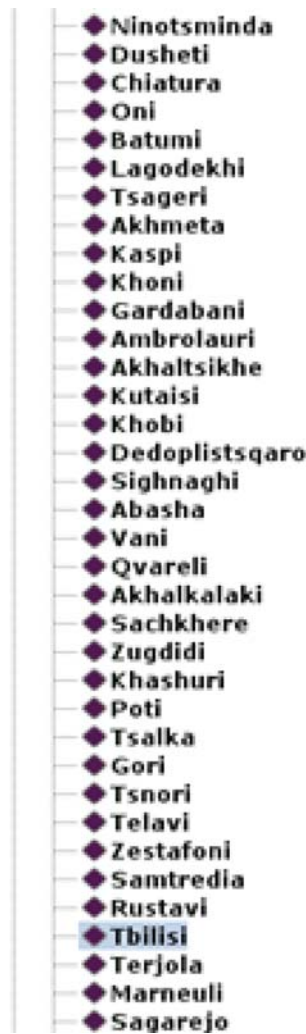 Ninotsminda
Dusheti
Chiatura
Oni
Batumi
Lagodekhi
Tsageri
Akhmeta
Kaspi
Khoni
Gardabani
Ambrolauri
Akhaltsikhe
Kutaisi
Khobi
Dedoplistsqaro
Sighnaghi
Abasha
Vani
Qvareli
Akhalkalaki
Sachkhere
Zugdidi
Khashuri
Poti
Tsalka
Gori
Tsnori
Telavi
Zestafoni
Samtredia
Rustavi
Tbilisi
Terjola
Marneuli
Sagarejo